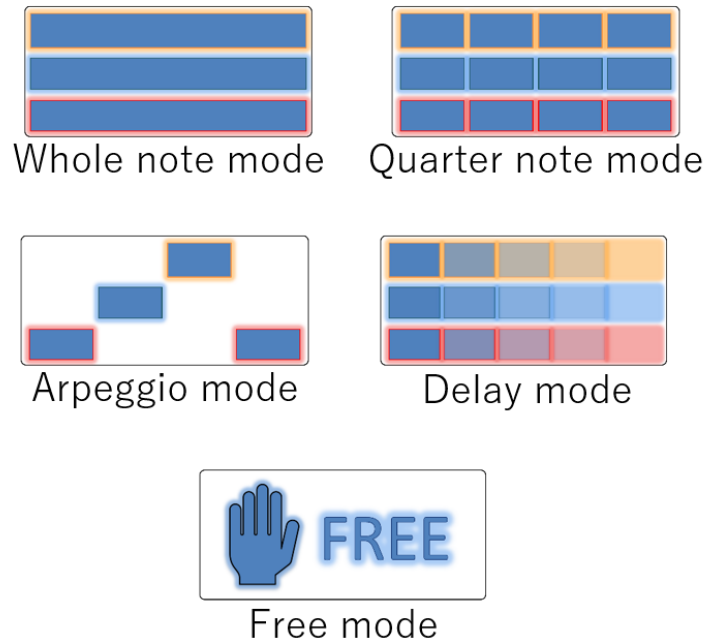 Whole note mode
Quarter note mode
Arpeggio mode
Delay mode
FREE
Free mode